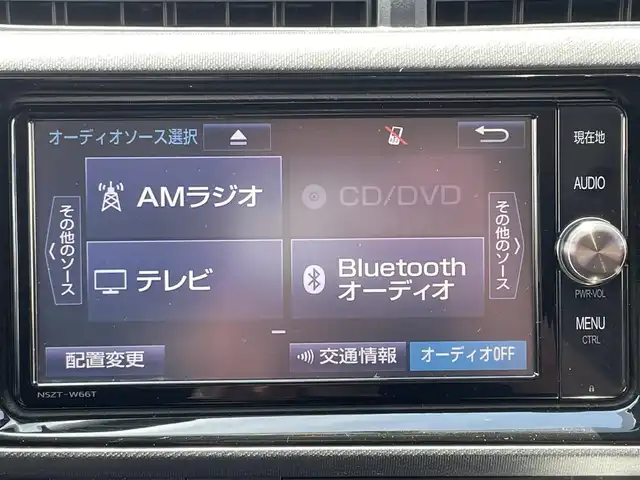 オーディオソース選択
現在地
AMラジオ
CD/DVD
AUDIO
その他のソース
その他のソース
テレビ
Bluetooth
オーディオ
PWR·VOL
MENU
CTRL
配置変更
交通情報
オーディオOFF
NSZT-W66T